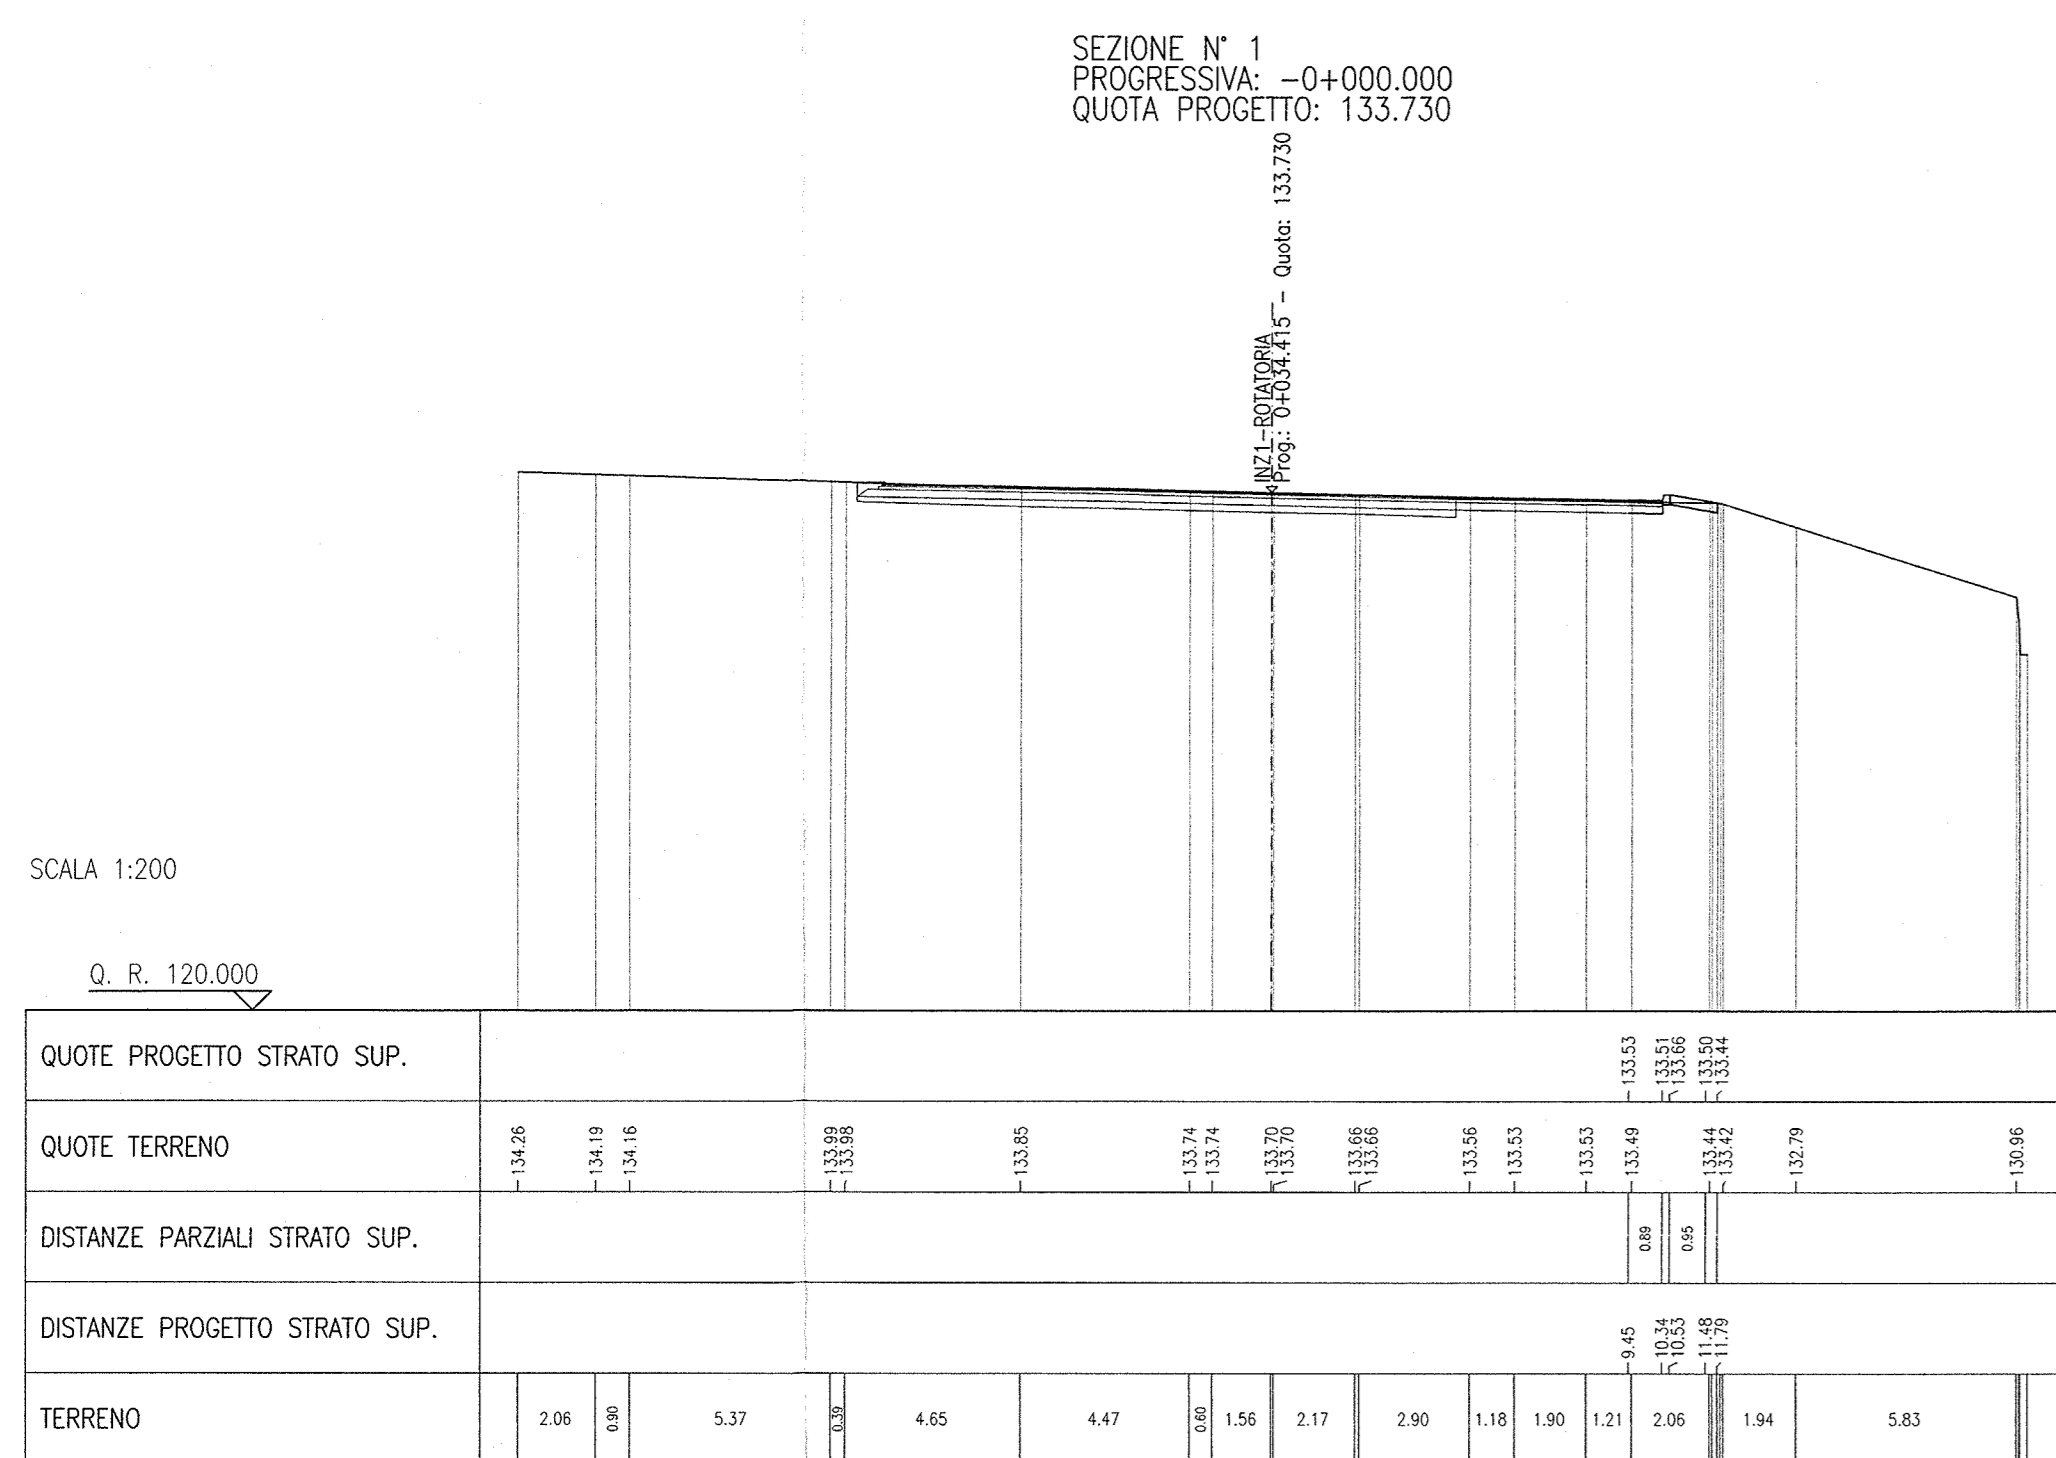 SEZIONE N° 1
PROGRESSIVA: -0+000.000
QUOTA PROGETTO: 133.730
INZ1-ROTATORIA
Prog.: 0+034.415 - Quota: 133.730
SCALA 1:200
Q. R. 120.000
QUOTE PROGETTO STRATO SUP. 133.53 133.51 133.66 133.50 133.44
QUOTE TERRENO 134.26 134.19 134.16 133.99 133.98 133.85 133.74 133.74 133.70 133.70 133.66 133.66 133.56 133.53 133.53 133.49 133.44 133.42 132.79 130.96
DISTANZE PARZIALI STRATO SUP. 0.89 0.95
DISTANZE PROGETTO STRATO SUP. 9.45 10.34 10.53 11.48 11.79
TERRENO 2.06 0.90 5.37 0.39 4.65 4.47 0.60 1.56 2.17 2.90 1.18 1.90 1.21 2.06 1.94 5.83